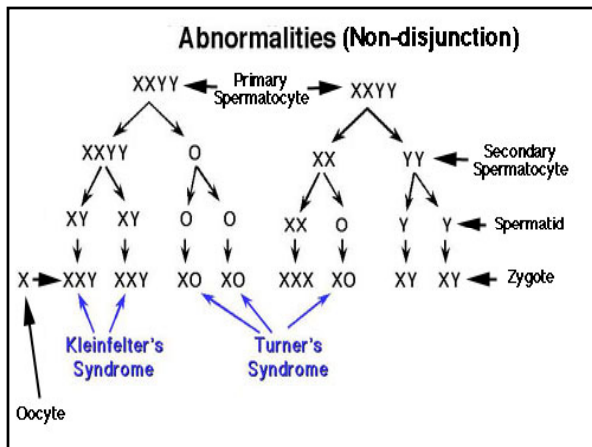 Abnormalities (Non-disjunction)
XXYY Primary Spermatocyte XXYY
XXYY O XX YY Secondary Spermatocyte
XY XY O O XX O Y Y Spermatid
X XXY XXY XO XO XXX XO XY XY Zygote
Kleinfelter's Syndrome Turner's Syndrome
Oocyte